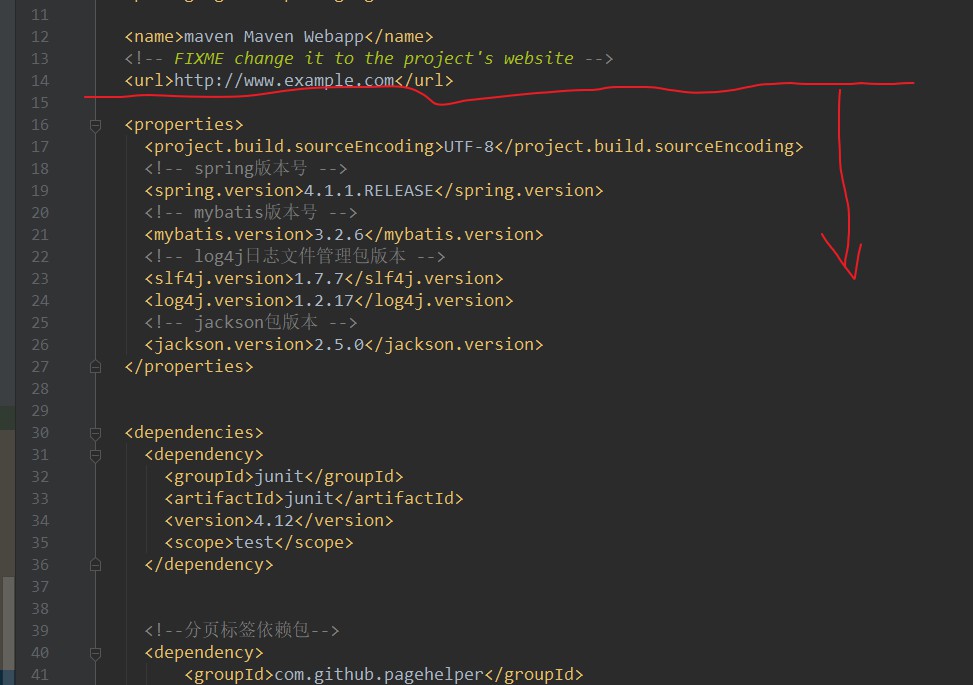 11
12 <name>maven Maven Webapp</name>
13 <!-- FIXME change it to the project's website -->
14 <url>http://www.example.com</url>
15
16 <properties>
17 <project.build.sourceEncoding>UTF-8</project.build.sourceEncoding>
18 <!-- spring版本号 -->
19 <spring.version>4.1.1.RELEASE</spring.version>
20 <!-- mybatis版本号 -->
21 <mybatis.version>3.2.6</mybatis.version>
22 <!-- log4j日志文件管理包版本 -->
23 <slf4j.version>1.7.7</slf4j.version>
24 <log4j.version>1.2.17</log4j.version>
25 <!-- jackson包版本 -->
26 <jackson.version>2.5.0</jackson.version>
27 </properties>
28
29
30 <dependencies>
31 <dependency>
32 <groupId>junit</groupId>
33 <artifactId>junit</artifactId>
34 <version>4.12</version>
35 <scope>test</scope>
36 </dependency>
37
38
39 <!--分页标签依赖包-->
40 <dependency>
41 <groupId>com.github.pagehelper</groupId>